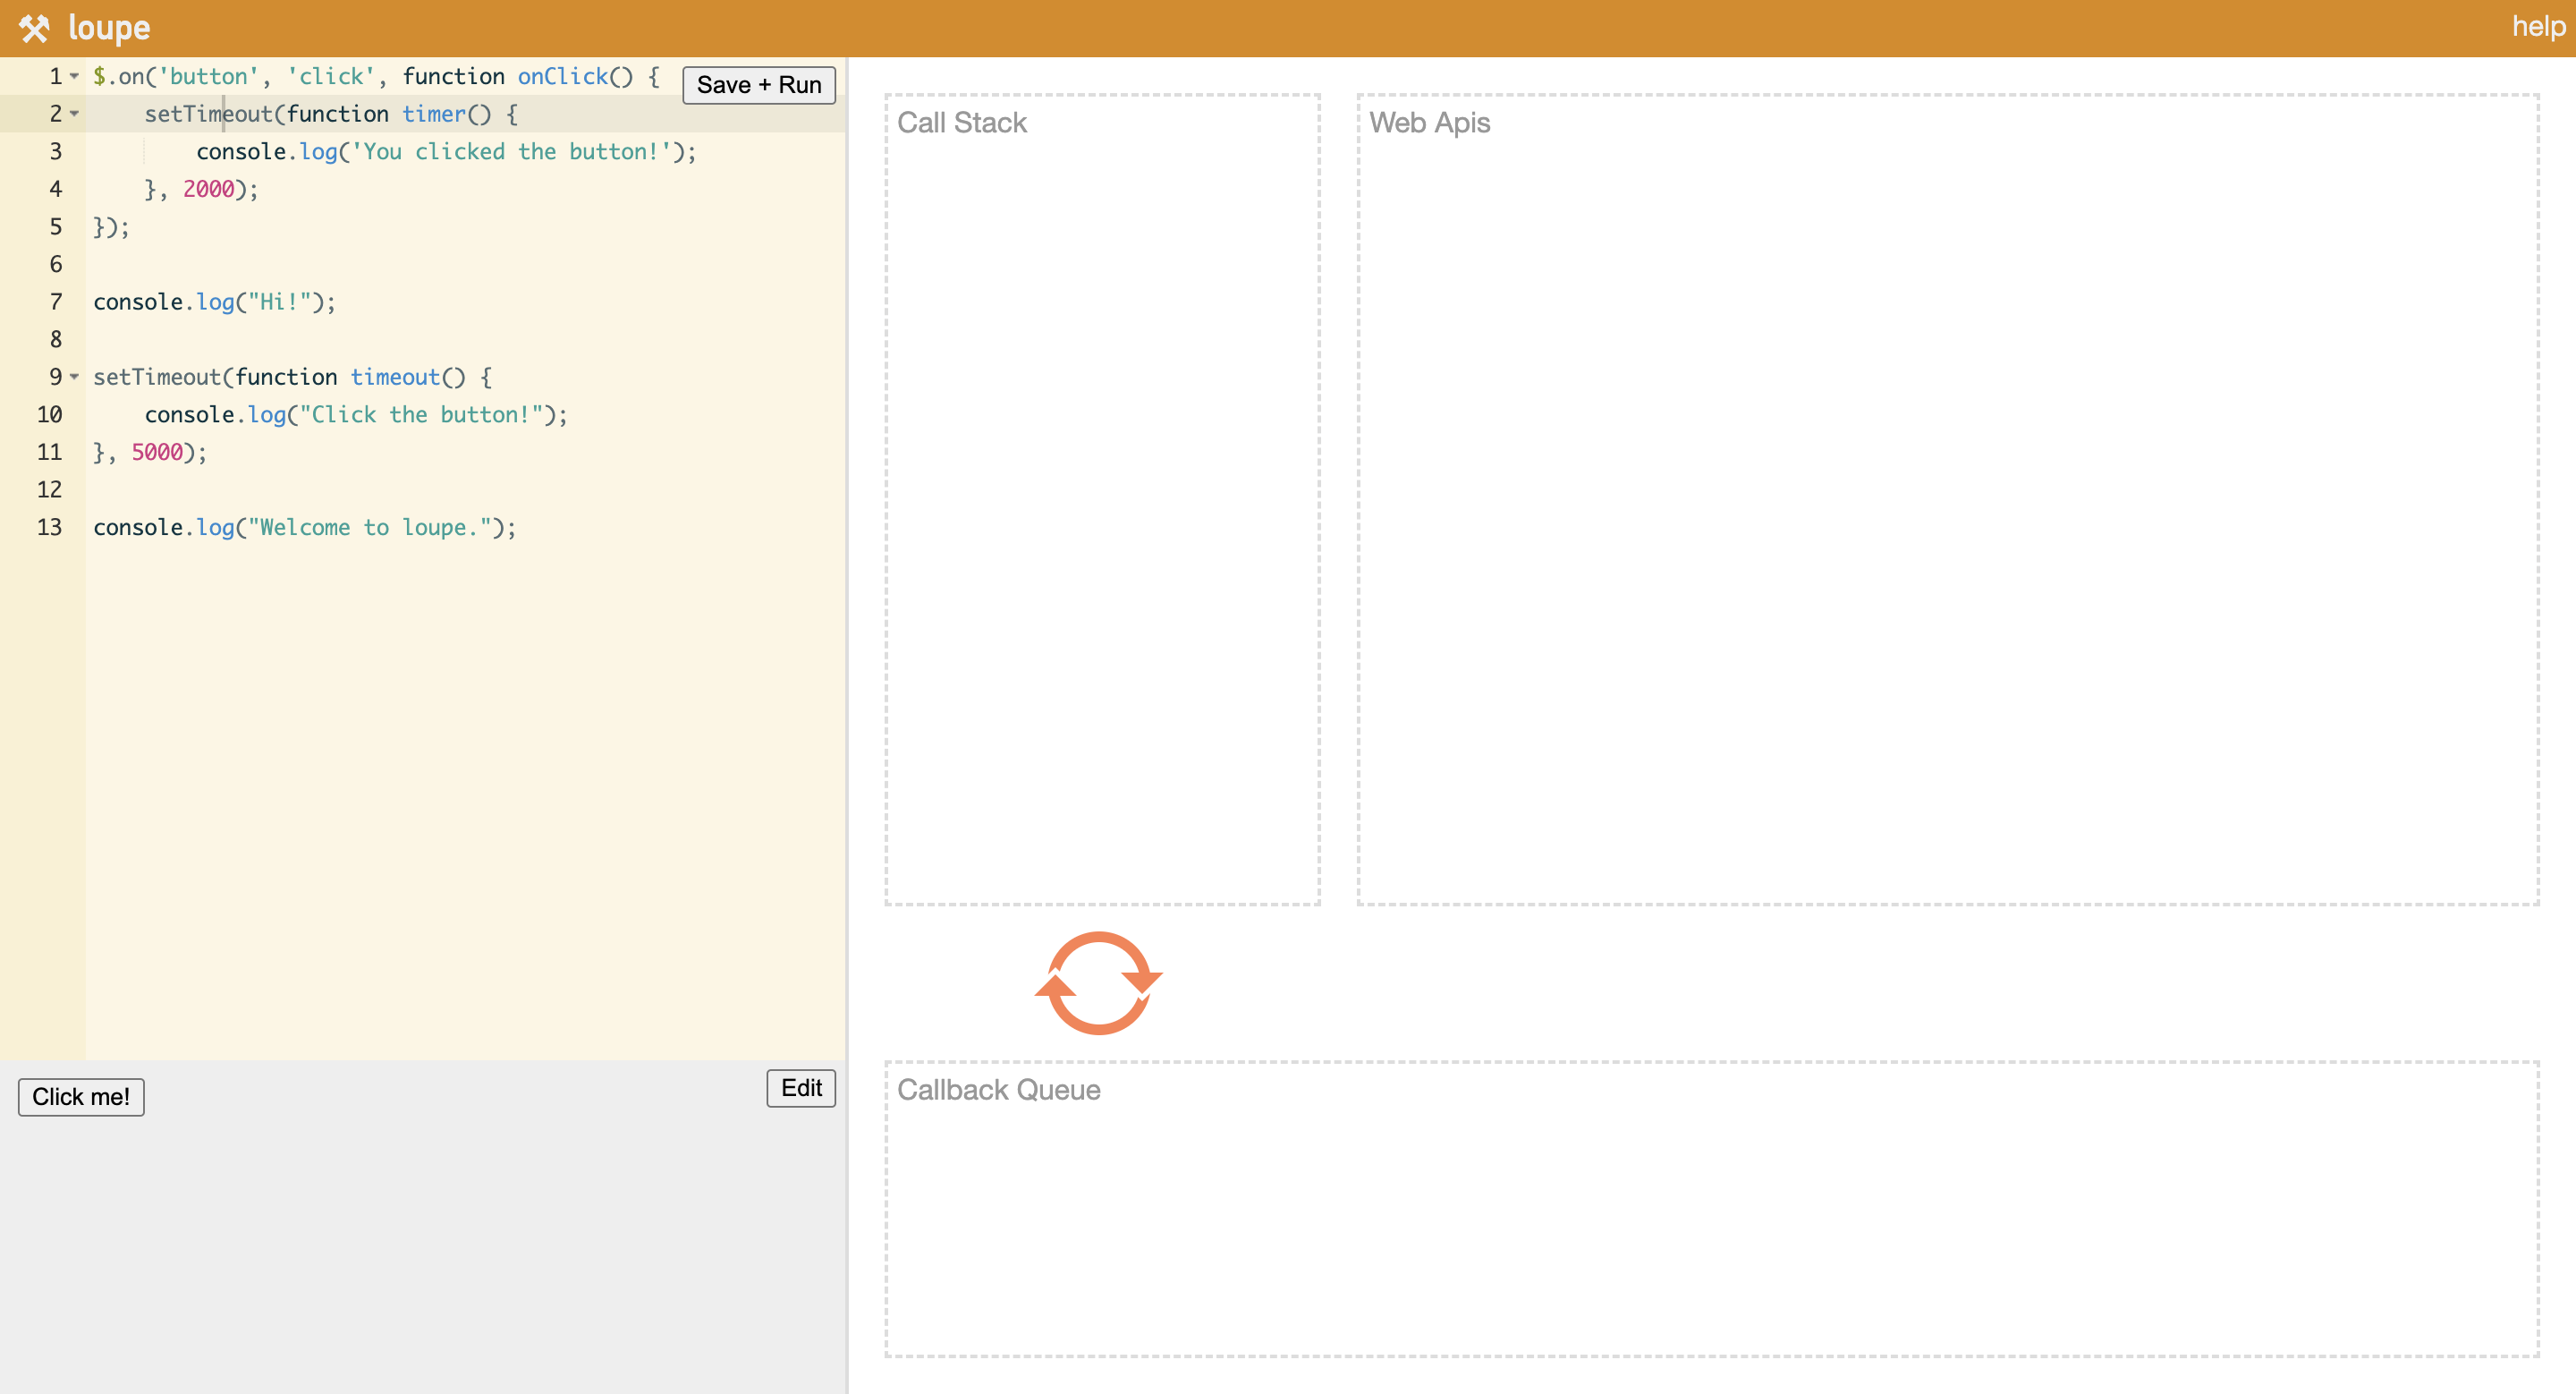 loupe
help
1 $.on('button', 'click', function onClick() {
Save + Run
2     setTimeout(function timer() {
3         console.log('You clicked the button!');
4     }, 2000);
5 });
6
7 console.log("Hi!");
8
9 setTimeout(function timeout() {
10     console.log("Click the button!");
11 }, 5000);
12
13 console.log("Welcome to loupe.");
Click me!
Edit
Call Stack
Web Apis
Callback Queue